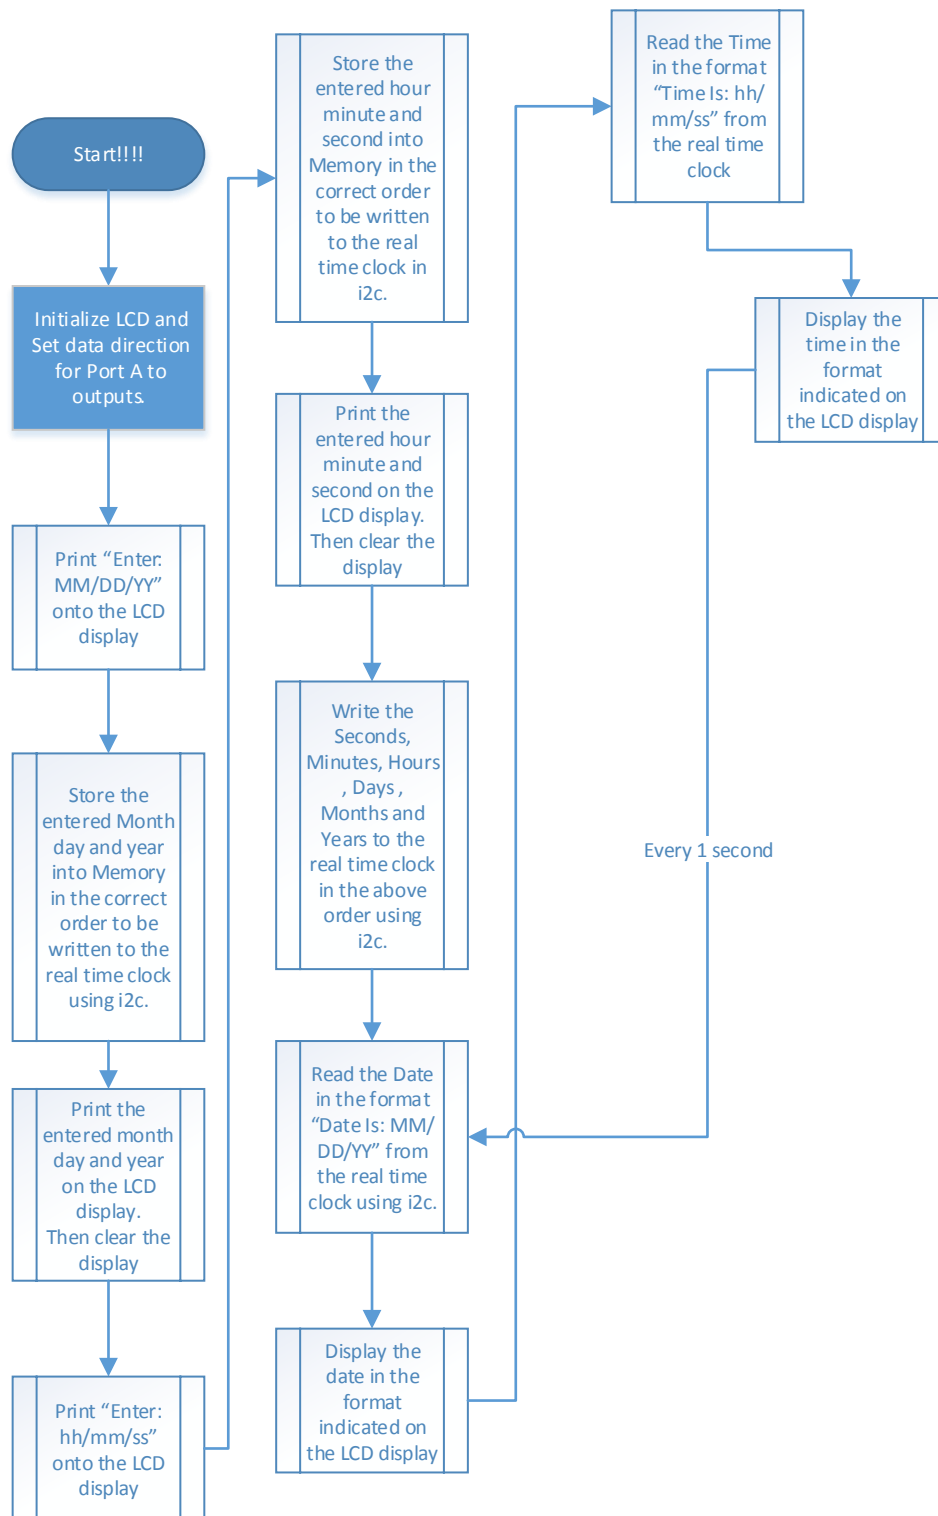 Start!!!!
Initialize LCD and
Set data direction
for Port A to
outputs.
Print “Enter:
MM/DD/YY”
onto the LCD
display
Store the
entered Month
day and year
into Memory
in the correct
order to be
written to the
real time clock
using i2c.
Print the
entered month
day and year
on the LCD
display.
Then clear the
display
Print “Enter:
hh/mm/ss”
onto the LCD
display
Store the
entered hour
minute and
second into
Memory in the
correct order
to be written
to the real
time clock in
i2c.
Print the
entered hour
minute and
second on the
LCD display.
Then clear the
display
Write the
Seconds,
Minutes, Hours
, Days ,
Months and
Years to the
real time clock
in the above
order using
i2c.
Read the Date
in the format
“Date Is: MM/
DD/YY” from
the real time
clock using i2c.
Display the
date in the
format
indicated on
the LCD display
Read the Time
in the format
“Time Is: hh/
mm/ss” from
the real time
clock
Display the
time in the
format
indicated on
the LCD display
Every 1 second